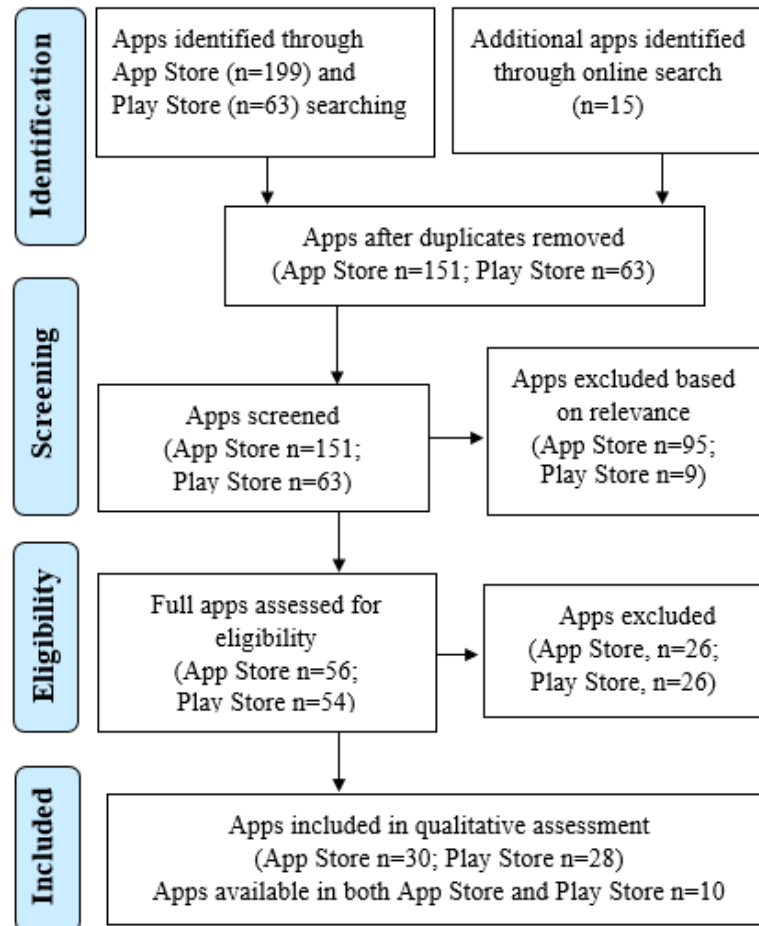 Identification
Apps identified through
App Store (n=199) and
Play Store (n=63) searching
Additional apps identified
through online search
(n=15)
Apps after duplicates removed
(App Store n=151; Play Store n=63)
Screening
Apps screened
(App Store n=151;
Play Store n=63)
Apps excluded based
on relevance
(App Store n=95;
Play Store n=9)
Eligibility
Full apps assessed for
eligibility
(App Store n=56;
Play Store n=54)
Apps excluded
(App Store, n=26;
Play Store, n=26)
Included
Apps included in qualitative assessment
(App Store n=30; Play Store n=28)
Apps available in both App Store and Play Store n=10